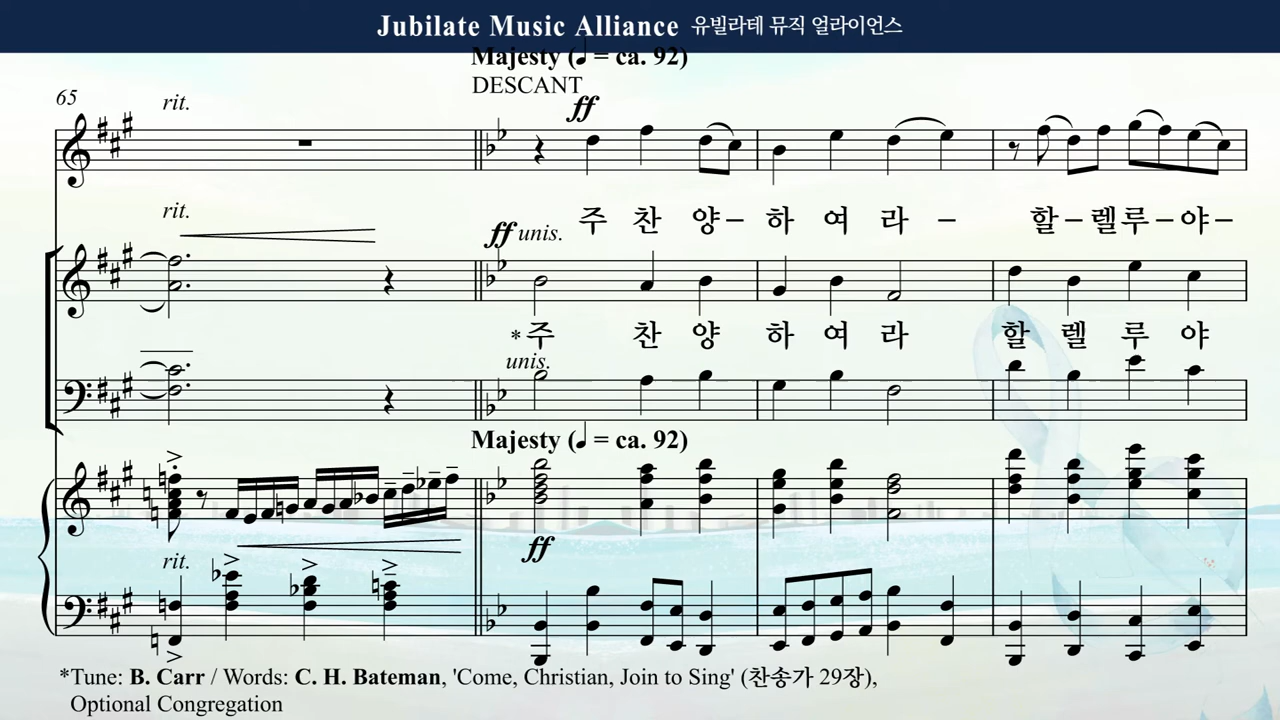 Jubilate Music Alliance 유빌라테 뮤직 얼라이언스
Majesty (♩ = ca. 92)
DESCANT
65
rit.
ff
rit.
주 찬 양 – 하 여 라 – 할 – 렐 루 – 야 –
ff unis.
*주 찬 양 하 여 라 할 렐 루 야
unis.
Majesty (♩ = ca. 92)
ff
rit.
*Tune: B. Carr / Words: C. H. Bateman, 'Come, Christian, Join to Sing' (찬송가 29장),
Optional Congregation